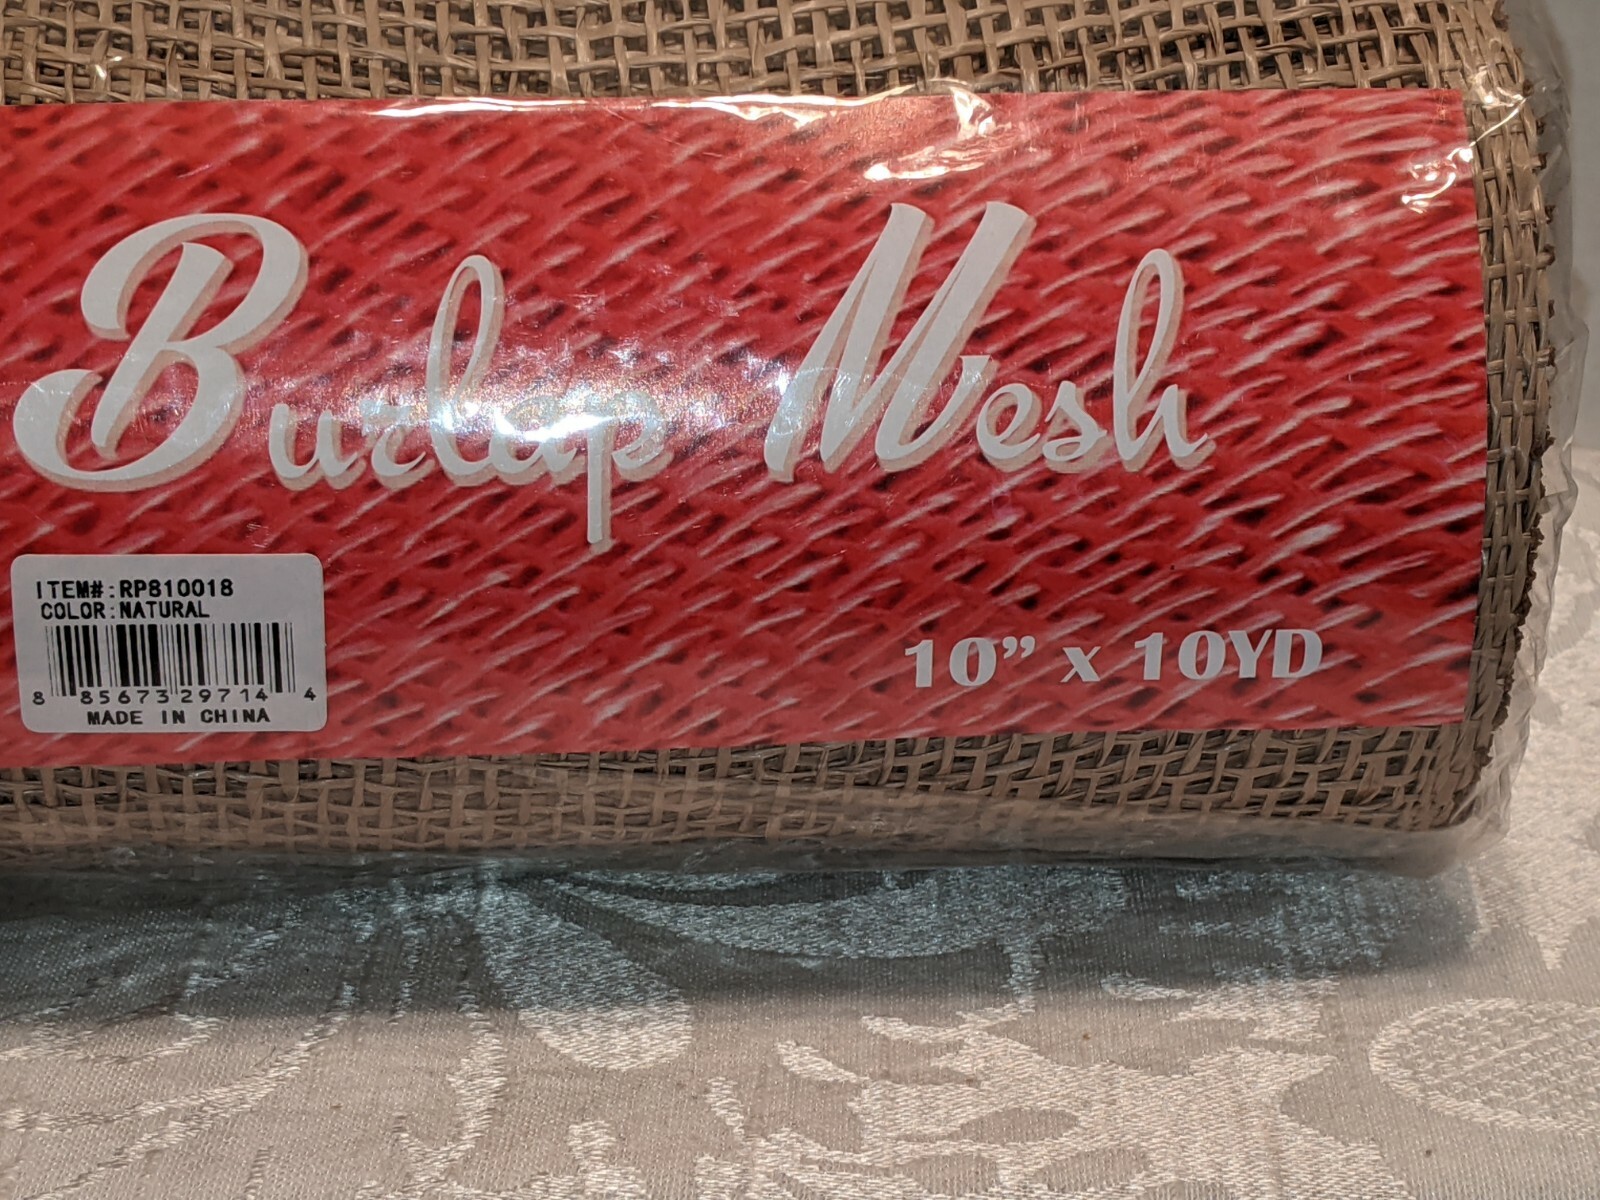 Burlap Mesh
ITEM#:RP810018
COLOR:NATURAL
8 85673 29714 4
MADE IN CHINA
10” x 10YD